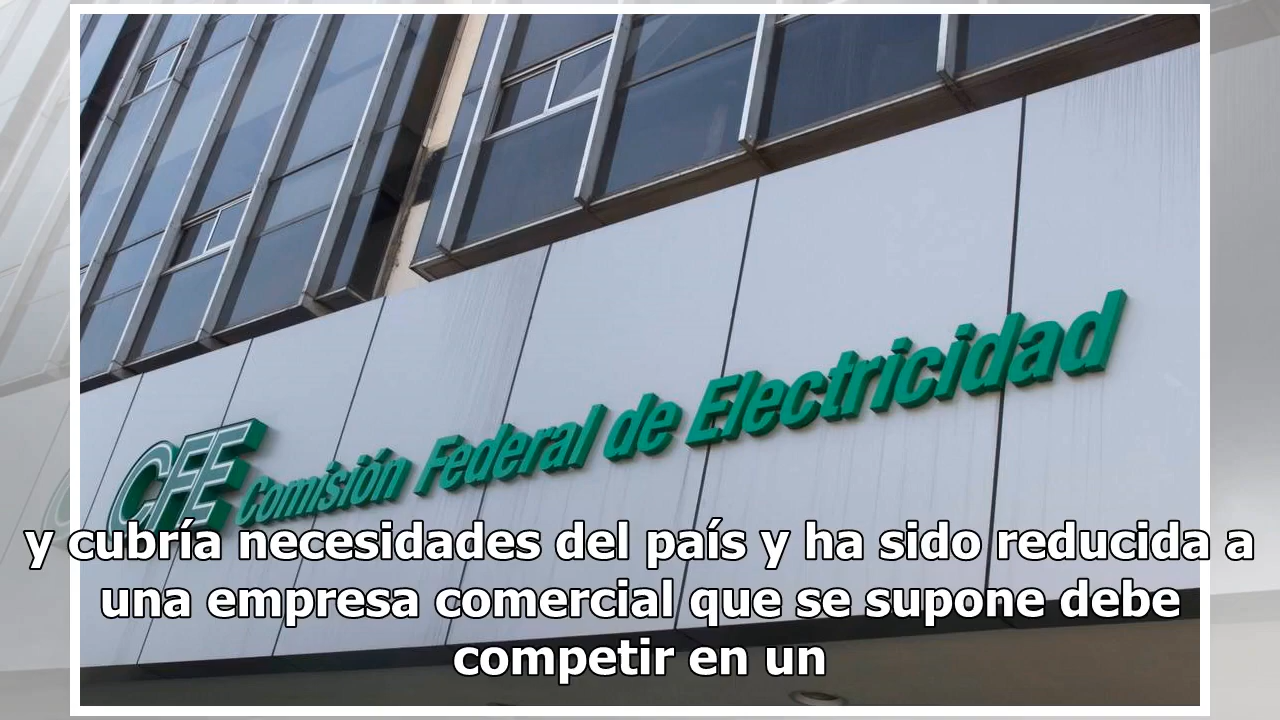 CFE Comisión Federal de Electricidad
y cubría necesidades del país y ha sido reducida a
una empresa comercial que se supone debe
competir en un